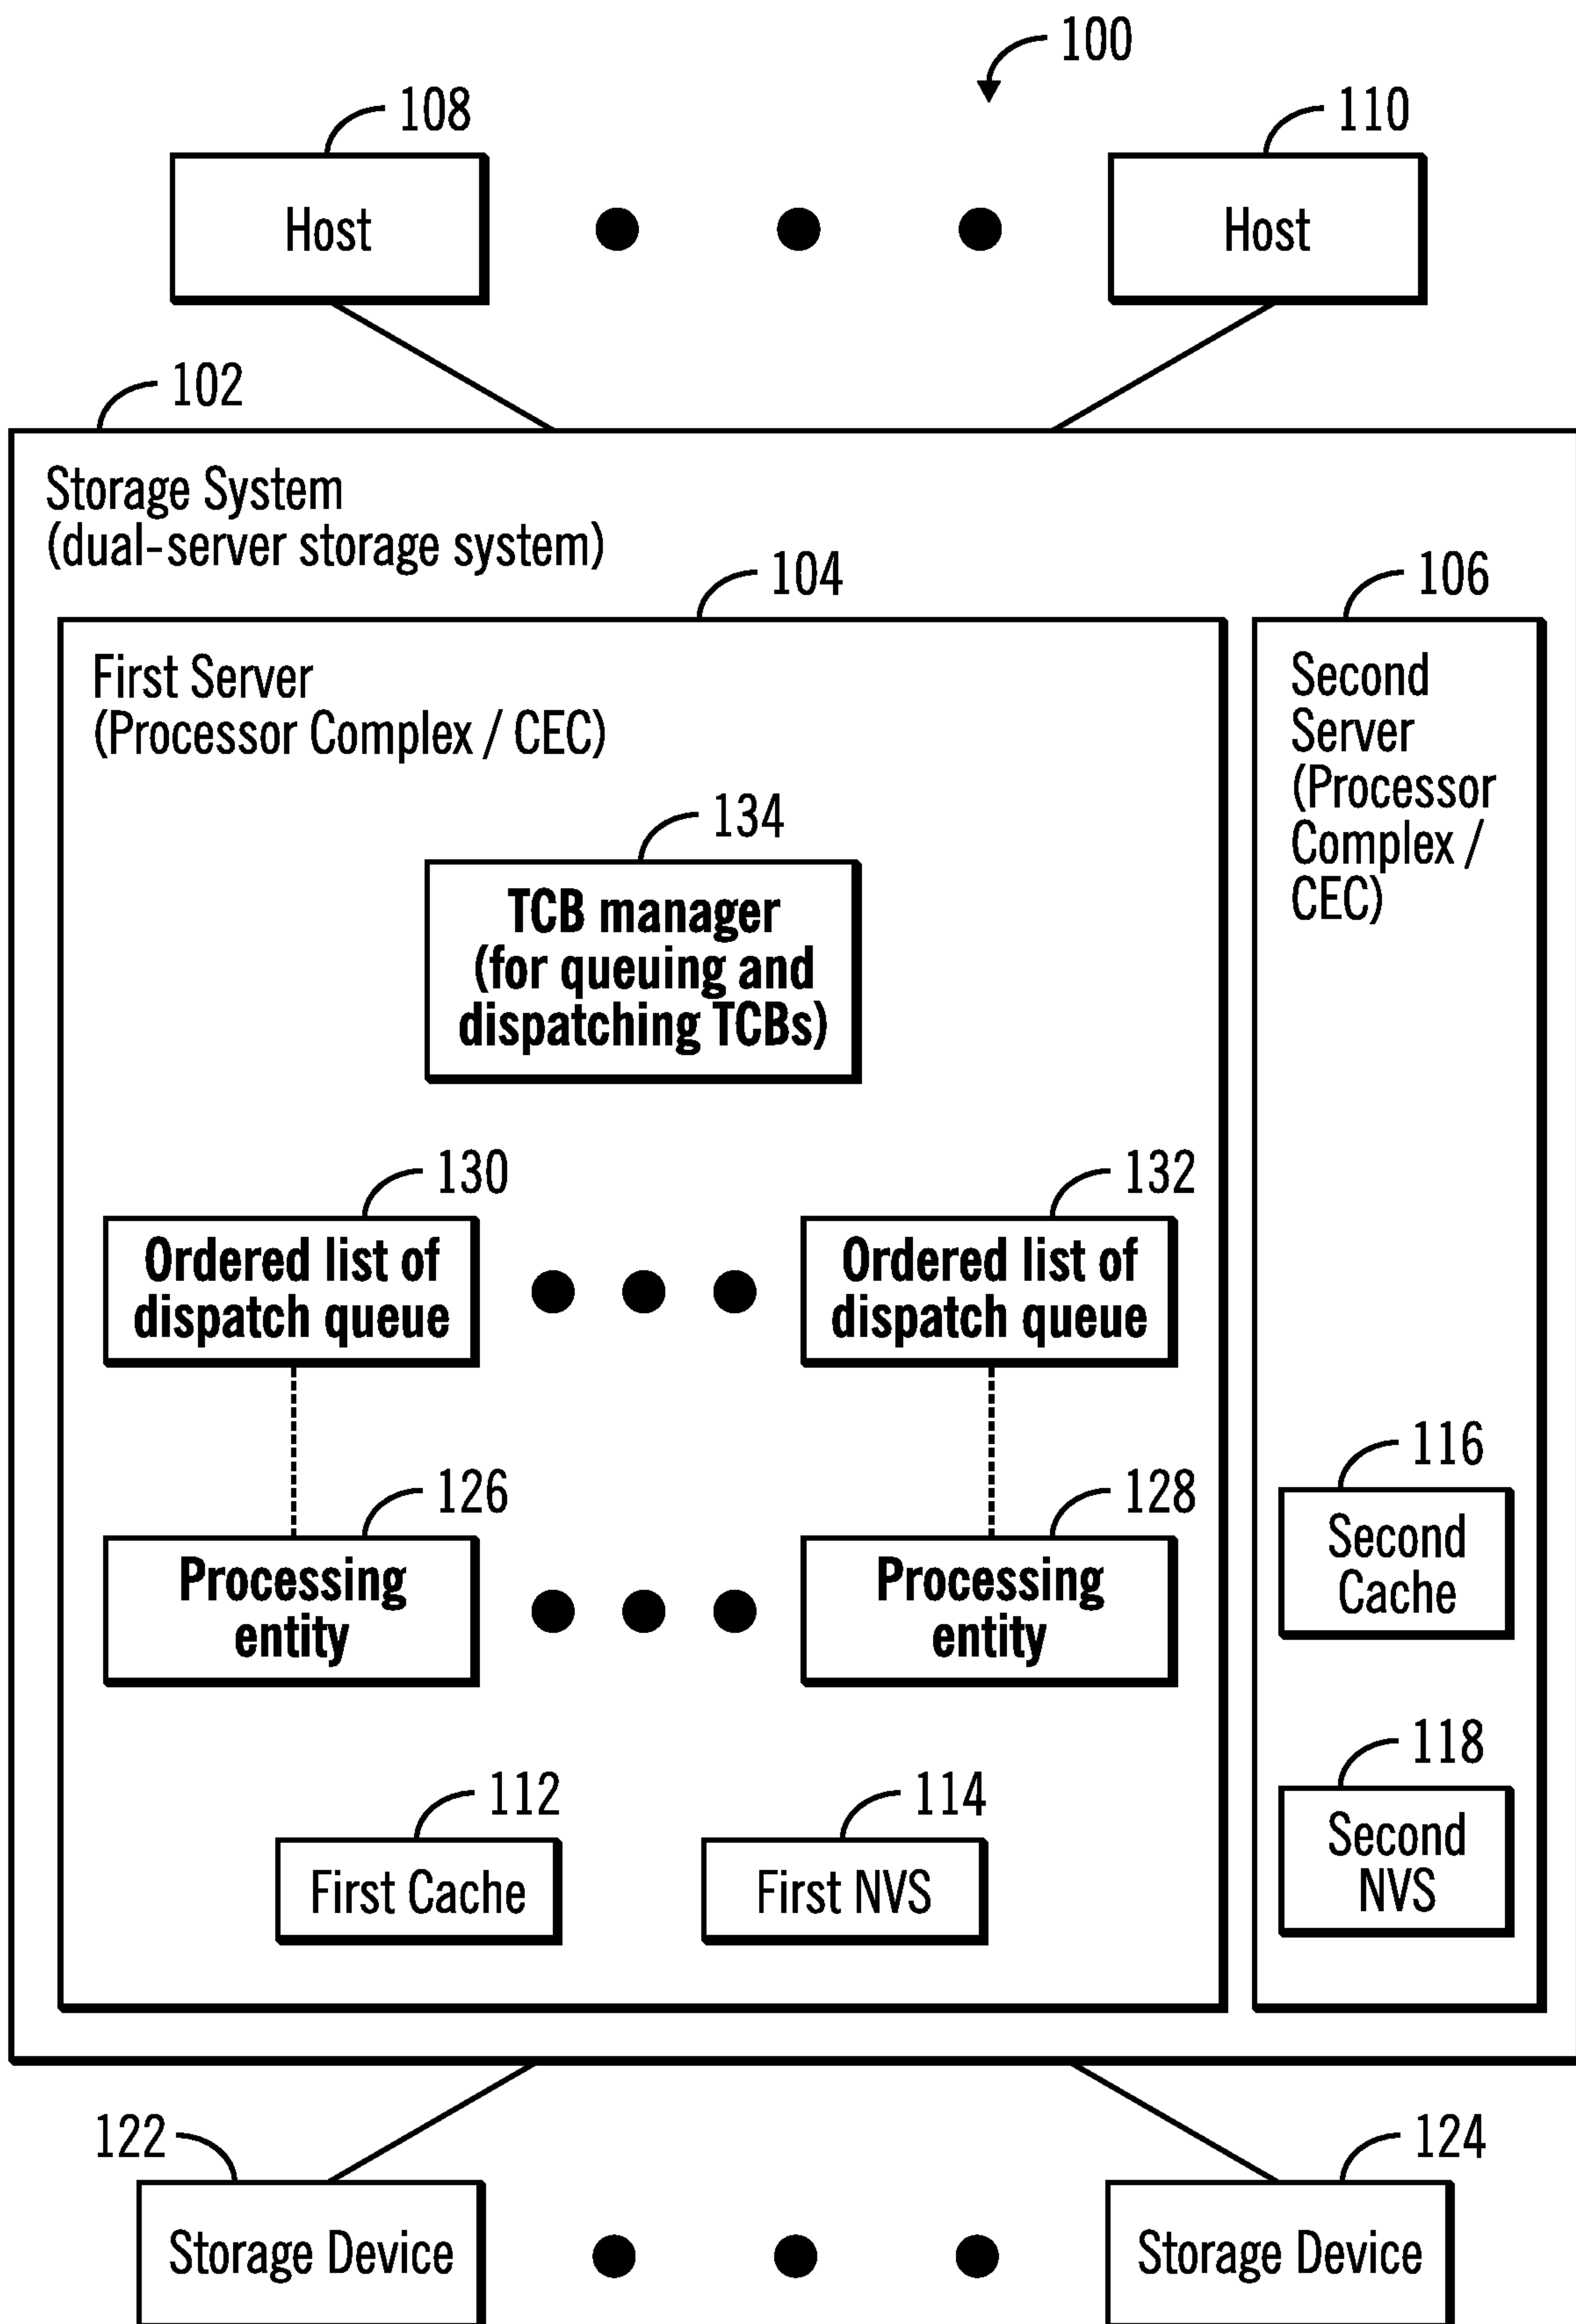 100
108
110
Host
Host
102
Storage System
(dual-server storage system)
104
106
First Server
(Processor Complex / CEC)
Second
Server
(Processor
Complex /
CEC)
134
TCB manager
(for queuing and
dispatching TCBs)
130
132
Ordered list of
dispatch queue
Ordered list of
dispatch queue
126
128
116
Processing
entity
Processing
entity
Second
Cache
112
114
118
First Cache
First NVS
Second
NVS
122
124
Storage Device
Storage Device